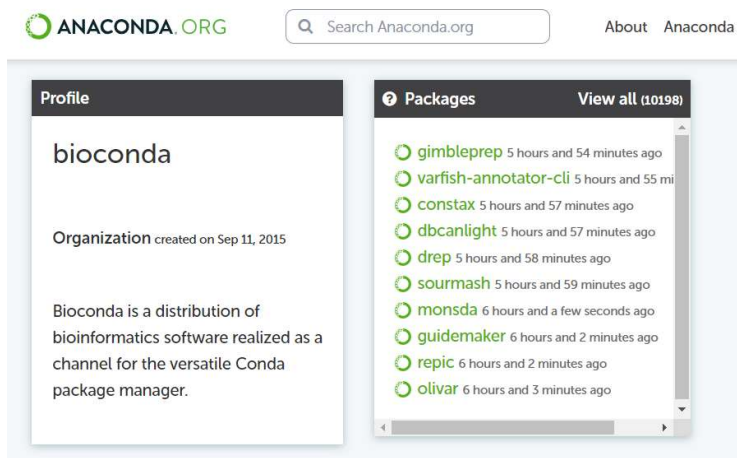 ANACONDA.ORG
Search Anaconda.org
About Anaconda
Profile
bioconda
Organization created on Sep 11, 2015
Bioconda is a distribution of
bioinformatics software realized as a
channel for the versatile Conda
package manager.
? Packages View all (10198)
gimbleprep 5 hours and 54 minutes ago
varfish-annotator-cli 5 hours and 55 mi
constax 5 hours and 57 minutes ago
dbcanlight 5 hours and 57 minutes ago
drep 5 hours and 58 minutes ago
sourmash 5 hours and 59 minutes ago
monsda 6 hours and a few seconds ago
guidemaker 6 hours and 2 minutes ago
repic 6 hours and 2 minutes ago
olivar 6 hours and 3 minutes ago